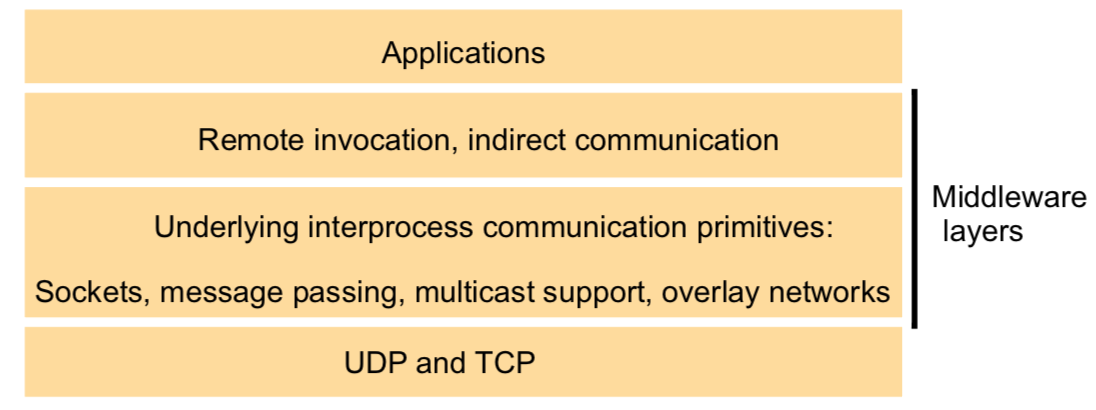 Applications
Remote invocation, indirect communication
Underlying interprocess communication primitives:
Sockets, message passing, multicast support, overlay networks
UDP and TCP
Middleware
layers